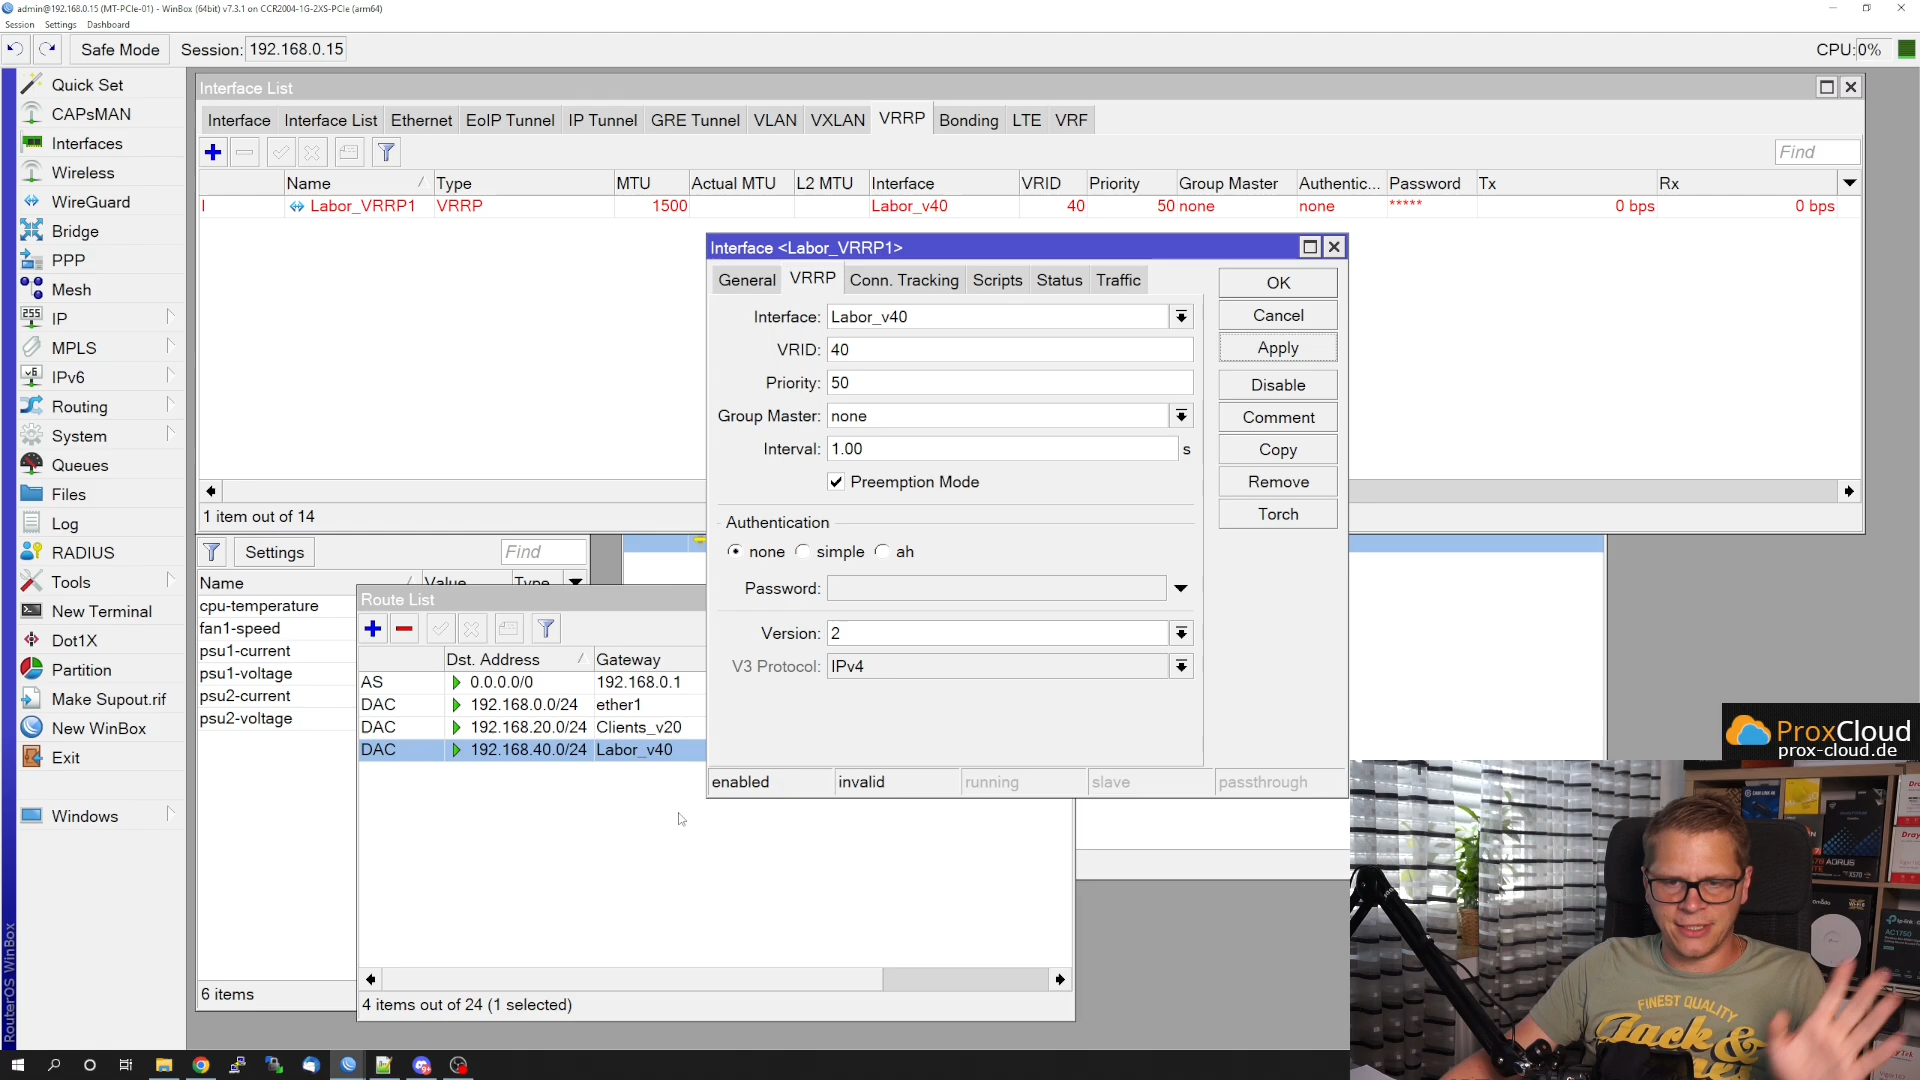 admin@192.168.0.15 (MT-PCIe-01) - WinBox (64bit) v7.3.1 on CCR2004-1G-2XS-PCIe (arm64)
Session Settings Dashboard
Safe Mode Session: 192.168.0.15 CPU: 0%
Quick Set
CAPsMAN
Interfaces
Wireless
WireGuard
Bridge
PPP
Mesh
IP
MPLS
IPv6
Routing
System
Queues
Files
Log
RADIUS
Tools
New Terminal
Dot1X
Partition
Make Supout.rif
New WinBox
Exit
Windows
RouterOS WinBox
Interface List
Interface Interface List Ethernet EoIP Tunnel IP Tunnel GRE Tunnel VLAN VXLAN VRRP Bonding LTE VRF
Find
Name Type MTU Actual MTU L2 MTU Interface VRID Priority Group Master Authentic... Password Tx Rx
I Labor_VRRP1 VRRP 1500 Labor_v40 40 50 none none ***** 0 bps 0 bps
1 item out of 14
Interface <Labor_VRRP1>
General VRRP Conn. Tracking Scripts Status Traffic
Interface: Labor_v40
VRID: 40
Priority: 50
Group Master: none
Interval: 1.00 s
Preemption Mode
Authentication
none simple ah
Password:
Version: 2
V3 Protocol: IPv4
OK
Cancel
Apply
Disable
Comment
Copy
Remove
Torch
enabled invalid running slave passthrough
Settings Find
Name Value Type
cpu-temperature
fan1-speed
psu1-current
psu1-voltage
psu2-current
psu2-voltage
6 items
Route List
Dst. Address Gateway
AS 0.0.0.0/0 192.168.0.1
DAC 192.168.0.0/24 ether1
DAC 192.168.20.0/24 Clients_v20
DAC 192.168.40.0/24 Labor_v40
4 items out of 24 (1 selected)
ProxCloud
prox-cloud.de
AORUS
X570
AC1750
FINEST QUALITY
Jack &